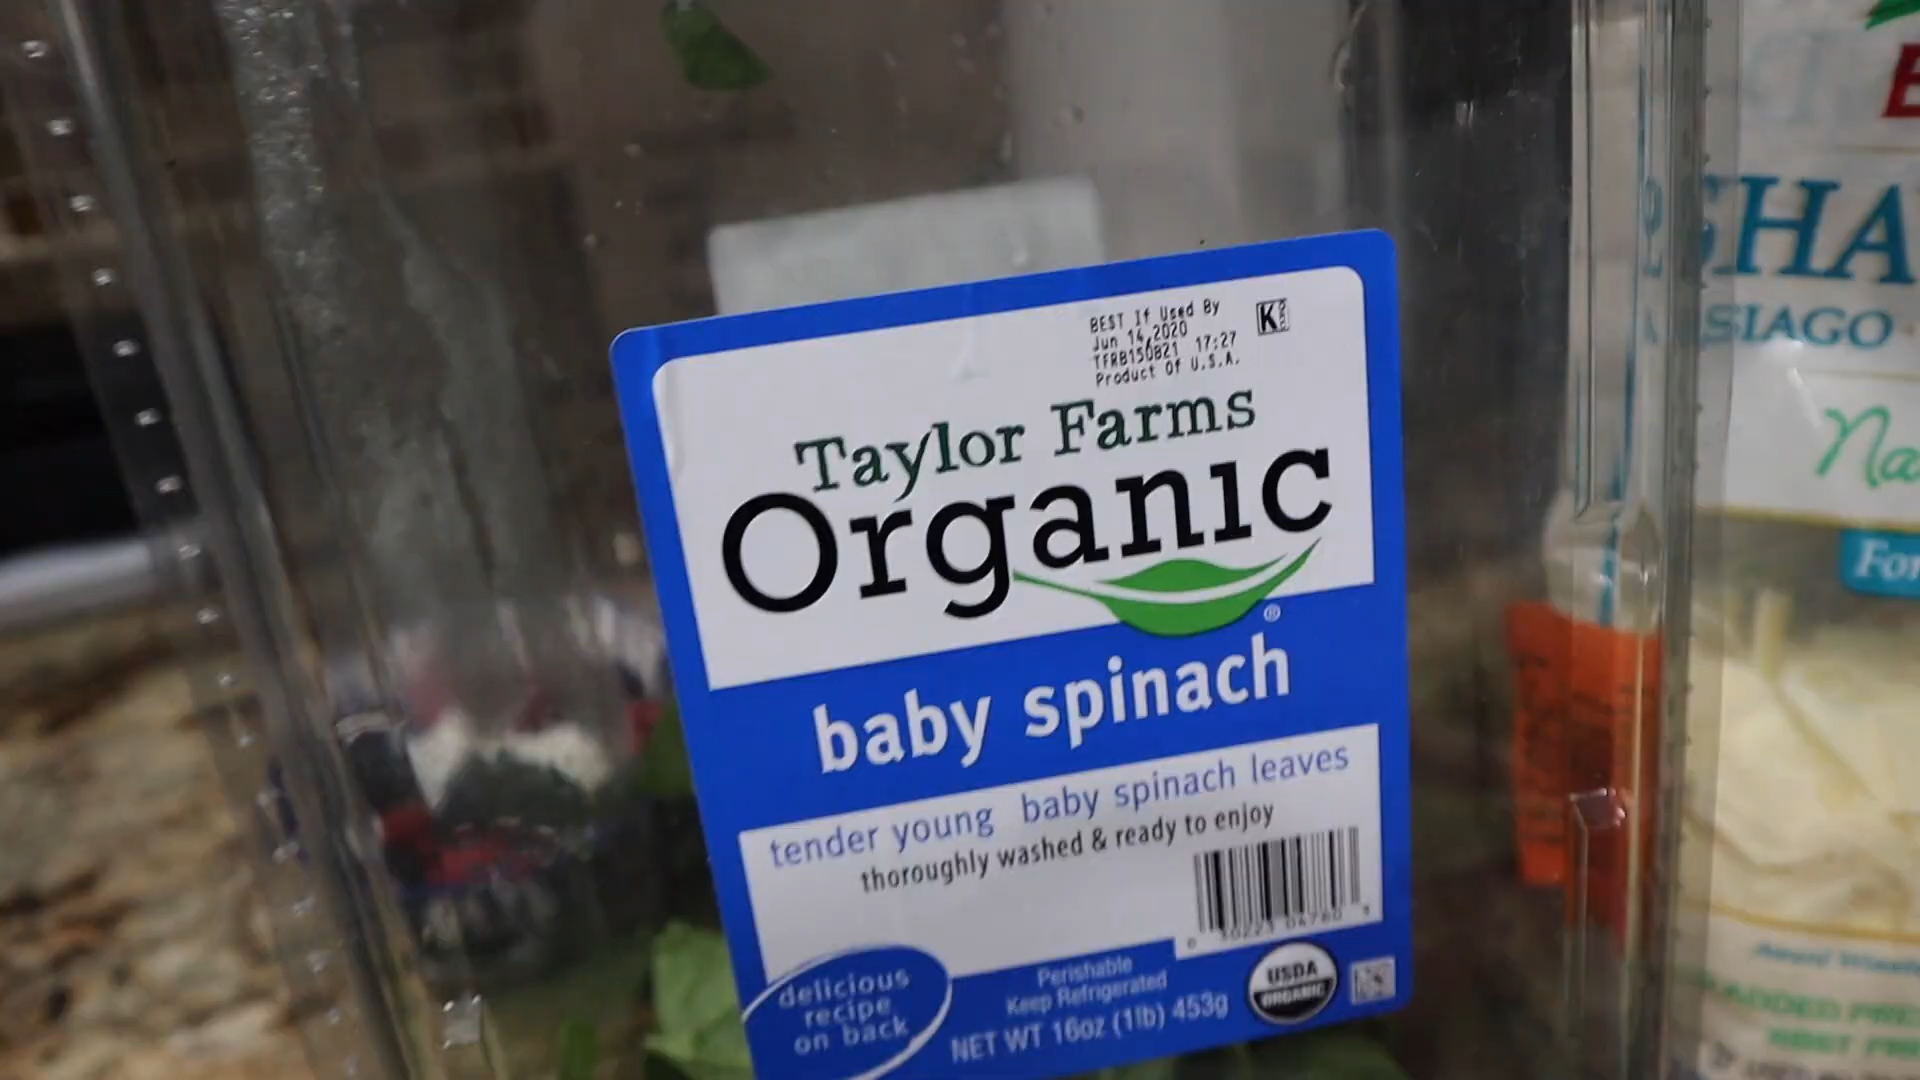 BEST If Used By
Jun 14,2020
TFRB150B21 17:27
Product Of U.S.A.
K
Taylor Farms
Organic
®
baby spinach
tender young baby spinach leaves
thoroughly washed & ready to enjoy
delicious
recipe
on back
Perishable
Keep Refrigerated
NET WT 16oz (1lb) 453g
USDA
ORGANIC
SHA
SIAGO
Na
For
ADDED PRE